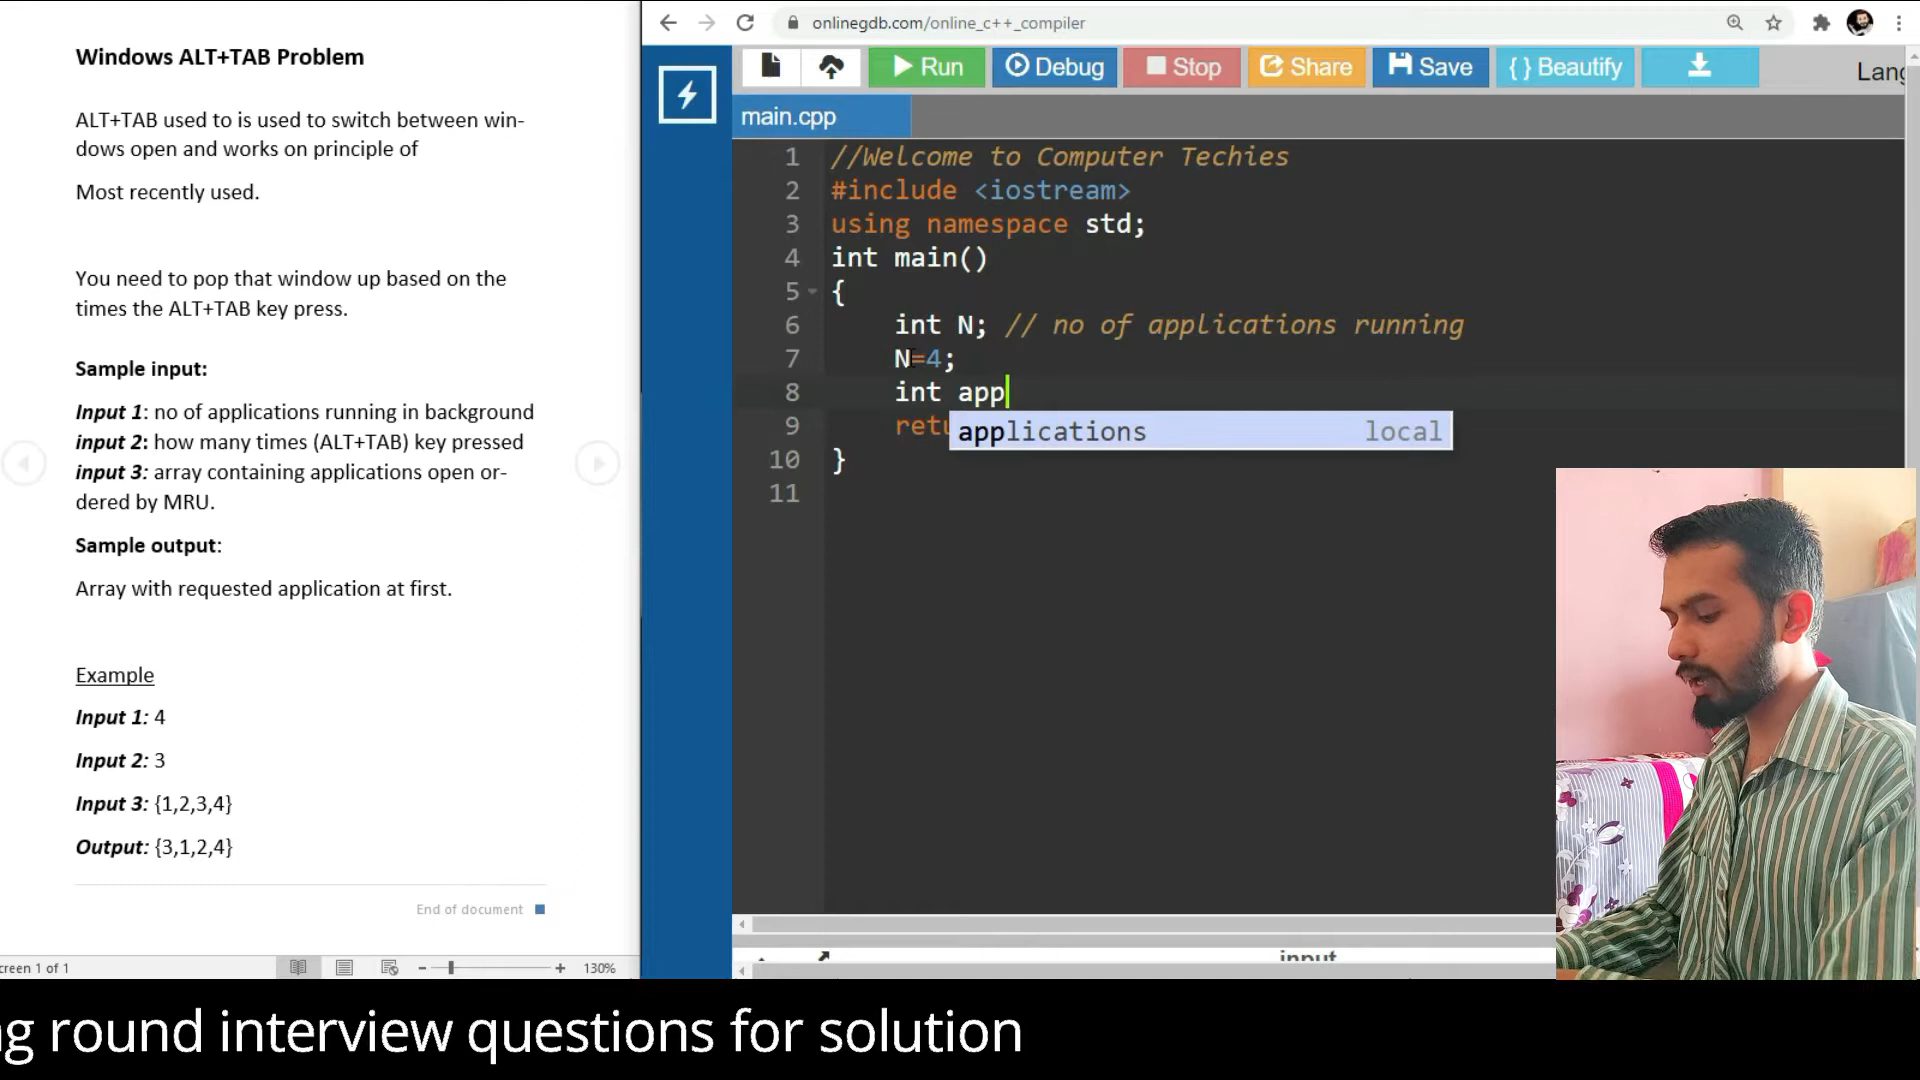 Windows ALT+TAB Problem
ALT+TAB used to is used to switch between win-
dows open and works on principle of
Most recently used.
You need to pop that window up based on the
times the ALT+TAB key press.
Sample input:
Input 1: no of applications running in background
input 2: how many times (ALT+TAB) key pressed
input 3: array containing applications open or-
dered by MRU.
Sample output:
Array with requested application at first.
Example
Input 1: 4
Input 2: 3
Input 3: {1,2,3,4}
Output: {3,1,2,4}
End of document
creen 1 of 1
130%
onlinegdb.com/online_c++_compiler
Run
Debug
Stop
Share
Save
{ } Beautify
Lang
main.cpp
1 //Welcome to Computer Techies
2 #include <iostream>
3 using namespace std;
4 int main()
5 {
6 int N; // no of applications running
7 N=4;
8 int app
9 retu
applications local
10 }
11
input
g round interview questions for solution